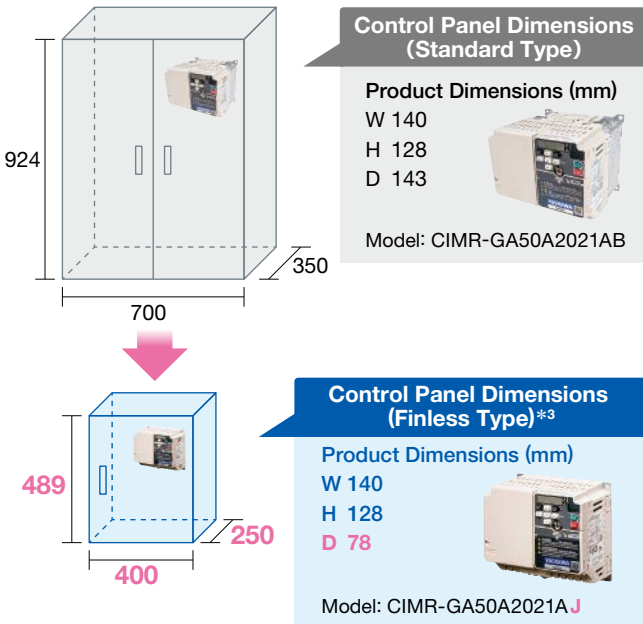 Control Panel Dimensions
(Standard Type)
Product Dimensions (mm)
W 140
H 128
D 143
Model: CIMR-GA50A2021AB
924
350
700
Control Panel Dimensions
(Finless Type)*3
Product Dimensions (mm)
W 140
H 128
D 78
Model: CIMR-GA50A2021AJ
489
250
400